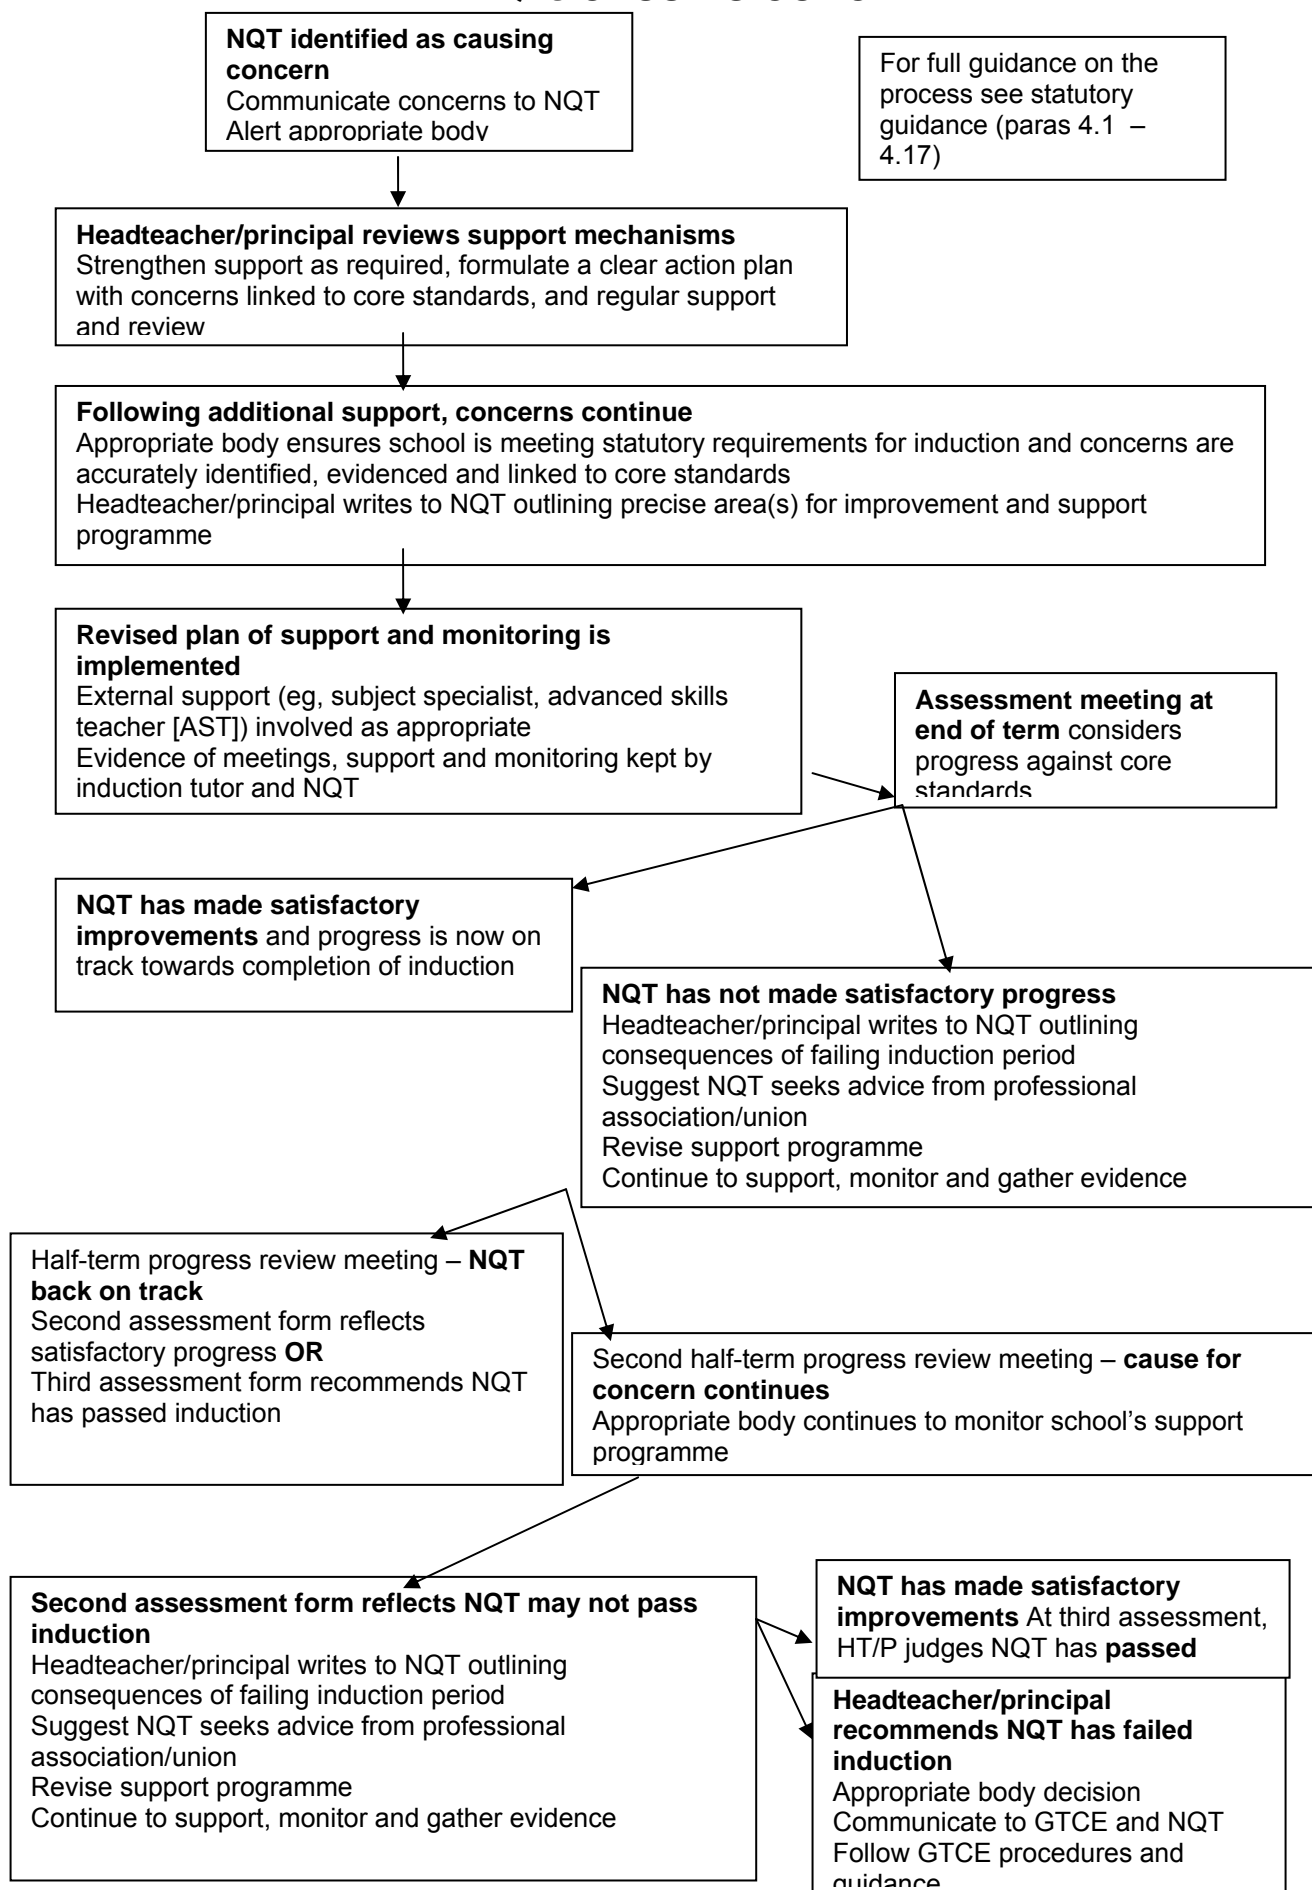 NQT identified as causing
concern
Communicate concerns to NQT
Alert appropriate body
For full guidance on the
process see statutory
guidance (paras 4.1 –
4.17)
Headteacher/principal reviews support mechanisms
Strengthen support as required, formulate a clear action plan
with concerns linked to core standards, and regular support
and review
Following additional support, concerns continue
Appropriate body ensures school is meeting statutory requirements for induction and concerns are
accurately identified, evidenced and linked to core standards
Headteacher/principal writes to NQT outlining precise area(s) for improvement and support
programme
Revised plan of support and monitoring is
implemented
External support (eg, subject specialist, advanced skills
teacher [AST]) involved as appropriate
Evidence of meetings, support and monitoring kept by
induction tutor and NQT
Assessment meeting at
end of term considers
progress against core
standards
NQT has made satisfactory
improvements and progress is now on
track towards completion of induction
NQT has not made satisfactory progress
Headteacher/principal writes to NQT outlining
consequences of failing induction period
Suggest NQT seeks advice from professional
association/union
Revise support programme
Continue to support, monitor and gather evidence
Half-term progress review meeting – NQT
back on track
Second assessment form reflects
satisfactory progress OR
Third assessment form recommends NQT
has passed induction
Second half-term progress review meeting – cause for
concern continues
Appropriate body continues to monitor school's support
programme
Second assessment form reflects NQT may not pass
induction
Headteacher/principal writes to NQT outlining
consequences of failing induction period
Suggest NQT seeks advice from professional
association/union
Revise support programme
Continue to support, monitor and gather evidence
NQT has made satisfactory
improvements At third assessment,
HT/P judges NQT has passed
Headteacher/principal
recommends NQT has failed
induction
Appropriate body decision
Communicate to GTCE and NQT
Follow GTCE procedures and
guidance